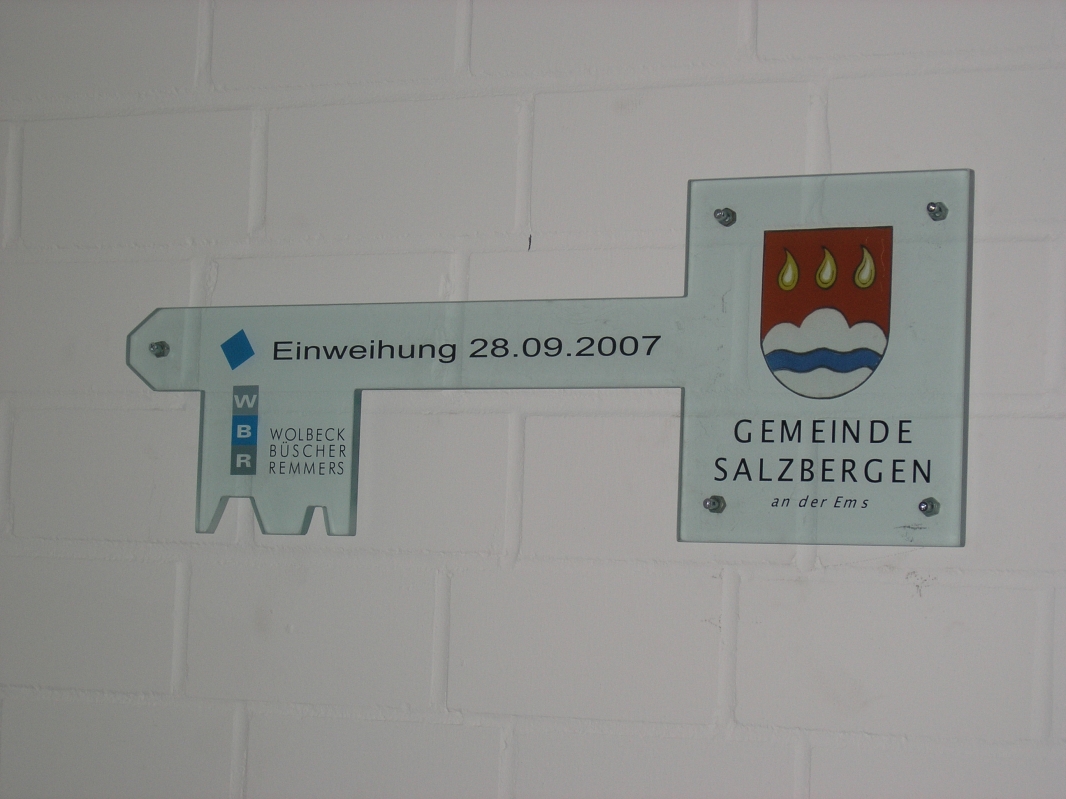 Einweihung 28.09.2007
W
B
R
WOLBECK
BÜSCHER
REMMERS
GEMEINDE
SALZBERGEN
an der Ems